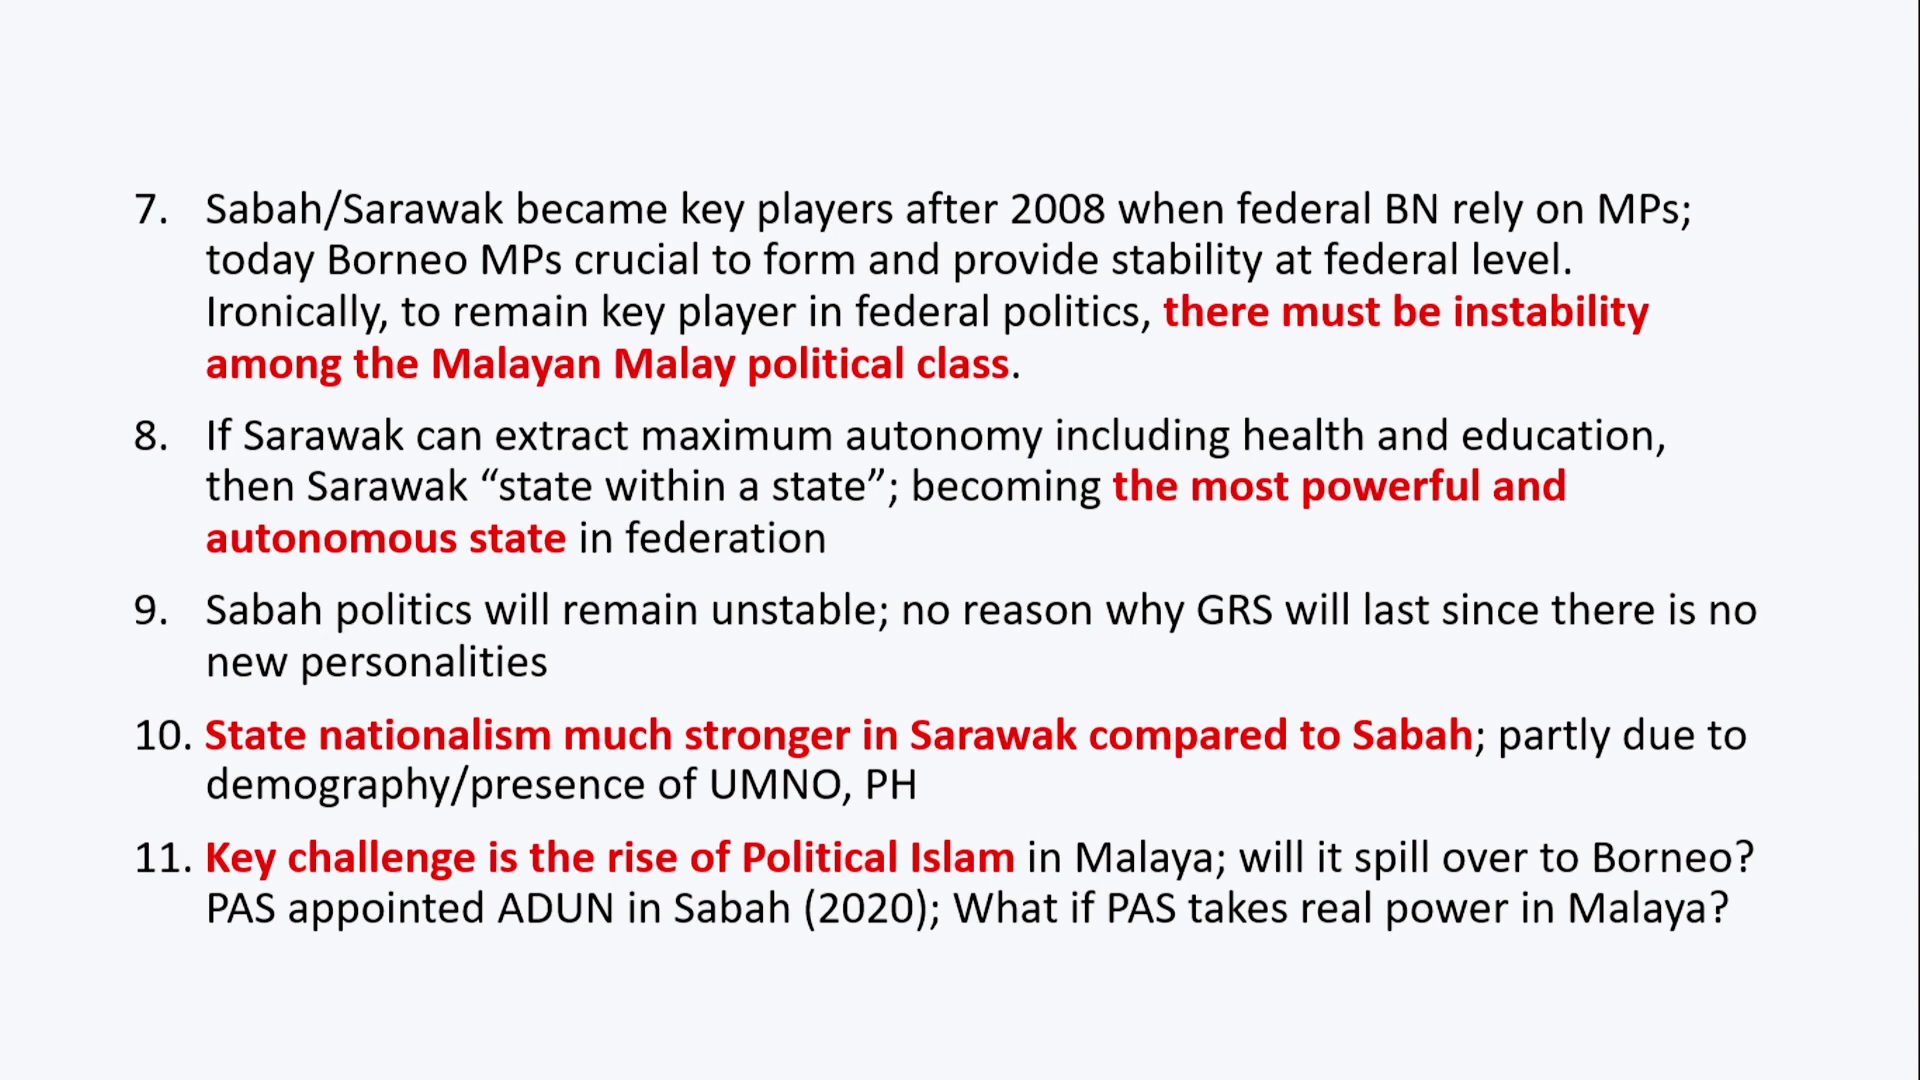 7. Sabah/Sarawak became key players after 2008 when federal BN rely on MPs;
today Borneo MPs crucial to form and provide stability at federal level.
Ironically, to remain key player in federal politics, there must be instability
among the Malayan Malay political class.
8. If Sarawak can extract maximum autonomy including health and education,
then Sarawak “state within a state”; becoming the most powerful and
autonomous state in federation
9. Sabah politics will remain unstable; no reason why GRS will last since there is no
new personalities
10. State nationalism much stronger in Sarawak compared to Sabah; partly due to
demography/presence of UMNO, PH
11. Key challenge is the rise of Political Islam in Malaya; will it spill over to Borneo?
PAS appointed ADUN in Sabah (2020); What if PAS takes real power in Malaya?